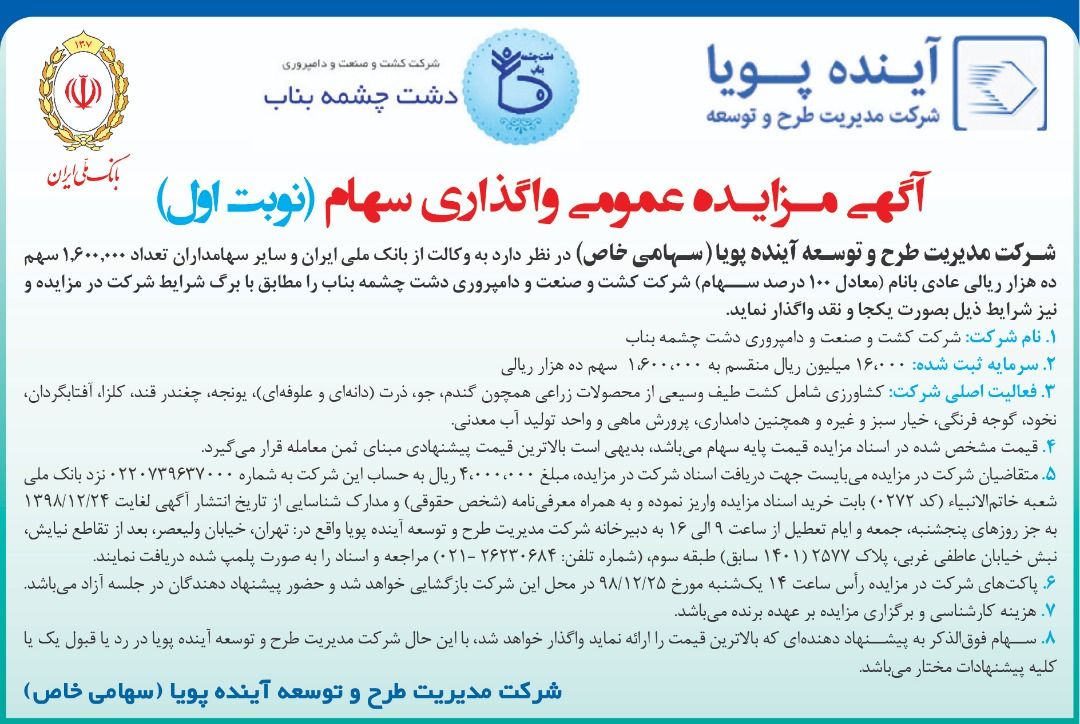 ۱۳۰۷
بانک ملی ایران
شرکت کشت و صنعت و دامپروری
دشت چشمه بناب
دشت چشمه
بناب
آینده پویا
شرکت مدیریت طرح و توسعه
آگهی مزایده عمومی واگذاری سهام (نوبت اول)
شرکت مدیریت طرح و توسعه آینده پویا (سهامی خاص) در نظر دارد به وکالت از بانک ملی ایران و سایر سهامداران تعداد ۱,۶۰۰,۰۰۰ سهم
ده هزار ریالی عادی بانام (معادل ۱۰۰ درصد سهام) شرکت کشت و صنعت و دامپروری دشت چشمه بناب را مطابق با برگ شرایط شرکت در مزایده و
نیز شرایط ذیل بصورت یکجا و نقد واگذار نماید.
۱. نام شرکت: شرکت کشت و صنعت و دامپروری دشت چشمه بناب
۲. سرمایه ثبت شده: ۱۶,۰۰۰ میلیون ریال منقسم به ۱,۶۰۰,۰۰۰ سهم ده هزار ریالی
۳. فعالیت اصلی شرکت: کشاورزی شامل کشت طیف وسیعی از محصولات زراعی همچون گندم، جو، ذرت (دانه‌ای و علوفه‌ای)، یونجه، چغندر قند، کلزا، آفتابگردان،
نخود، گوجه فرنگی، خیار سبز و غیره و همچنین دامداری، پرورش ماهی و واحد تولید آب معدنی.
۴. قیمت مشخص شده در اسناد مزایده قیمت پایه سهام می‌باشد، بدیهی است بالاترین قیمت پیشنهادی مبنای ثمن معامله قرار می‌گیرد.
۵. متقاضیان شرکت در مزایده می‌بایست جهت دریافت اسناد شرکت در مزایده، مبلغ ۴,۰۰۰,۰۰۰ ریال به حساب این شرکت به شماره ۰۲۲۰۷۳۹۶۳۷۰۰۰ نزد بانک ملی
شعبه خاتم‌الانبیاء (کد ۰۲۷۲) بابت خرید اسناد مزایده واریز نموده و به همراه معرفی‌نامه (شخص حقوقی) و مدارک شناسایی از تاریخ انتشار آگهی لغایت ۱۳۹۸/۱۲/۲۴
به جز روزهای پنجشنبه، جمعه و ایام تعطیل از ساعت ۹ الی ۱۶ به دبیرخانه شرکت مدیریت طرح و توسعه آینده پویا واقع در: تهران، خیابان ولیعصر، بعد از تقاطع نیایش،
نبش خیابان عاطفی غربی، پلاک ۲۵۷۷ (۱۴۰۱ سابق) طبقه سوم، (شماره تلفن: ۲۶۲۳۰۶۸۴ -۰۲۱) مراجعه و اسناد را به صورت پلمپ شده دریافت نمایند.
۶. پاکت‌های شرکت در مزایده رأس ساعت ۱۴ یک‌شنبه مورخ ۹۸/۱۲/۲۵ در محل این شرکت بازگشایی خواهد شد و حضور پیشنهاد دهندگان در جلسه آزاد می‌باشد.
۷. هزینه کارشناسی و برگزاری مزایده بر عهده برنده می‌باشد.
۸. سهام فوق‌الذکر به پیشنهاد دهنده‌ای که بالاترین قیمت را ارائه نماید واگذار خواهد شد، با این حال شرکت مدیریت طرح و توسعه آینده پویا در رد یا قبول یک یا
کلیه پیشنهادات مختار می‌باشد.
شرکت مدیریت طرح و توسعه آینده پویا (سهامی خاص)